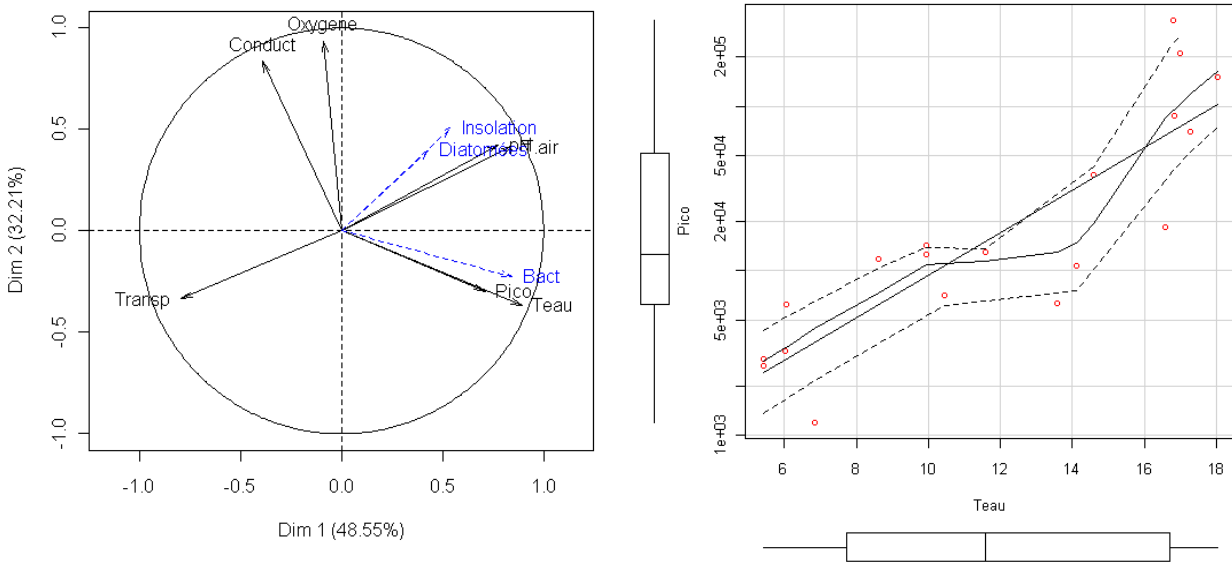 Oxygene
Conduct
Insolation
Diatomées
pH
T.air
Bact
Pico
Teau
Transp
1.0
0.5
0.0
-0.5
-1.0
Dim 2 (32.21%)
-1.0 -0.5 0.0 0.5 1.0
Dim 1 (48.55%)
Pico
2e+05
5e+04
2e+04
5e+03
1e+03
6 8 10 12 14 16 18
Teau